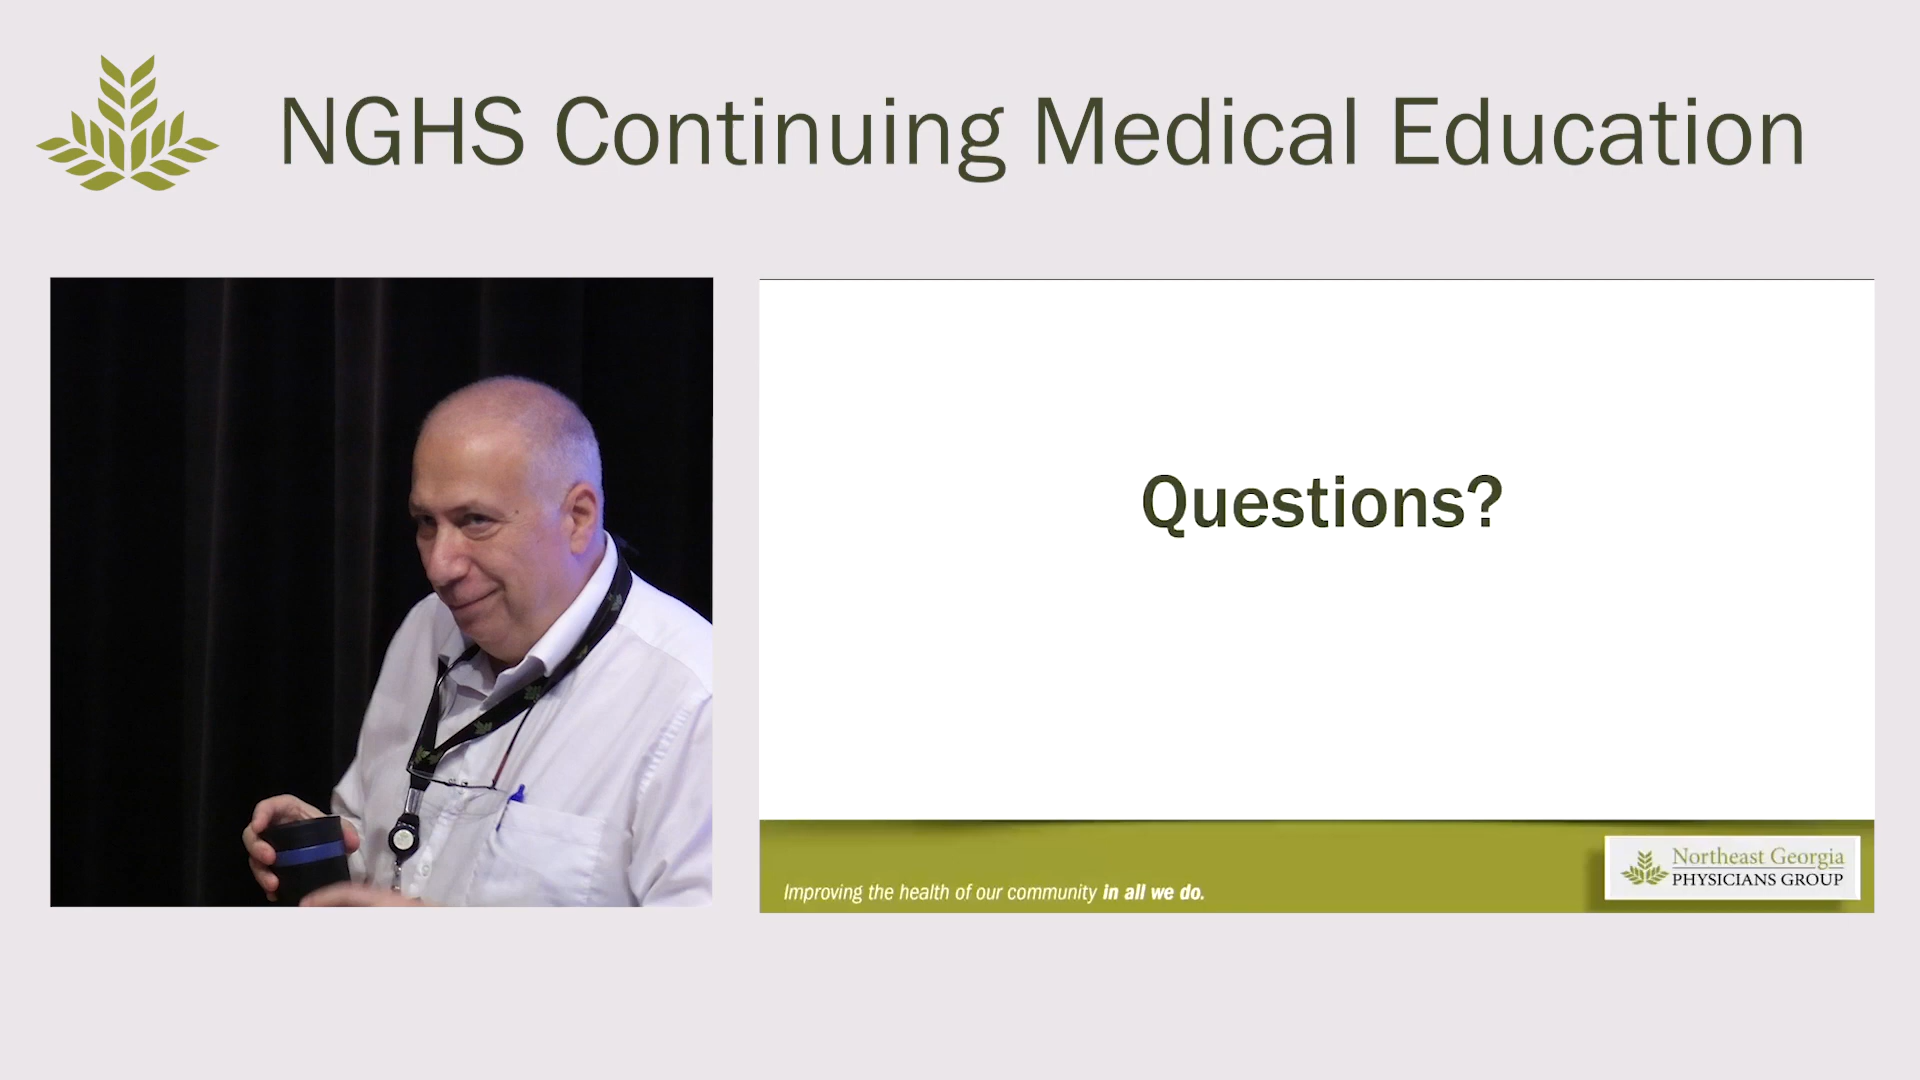 NGHS Continuing Medical Education
Questions?
Improving the health of our community in all we do.
Northeast Georgia
PHYSICIANS GROUP